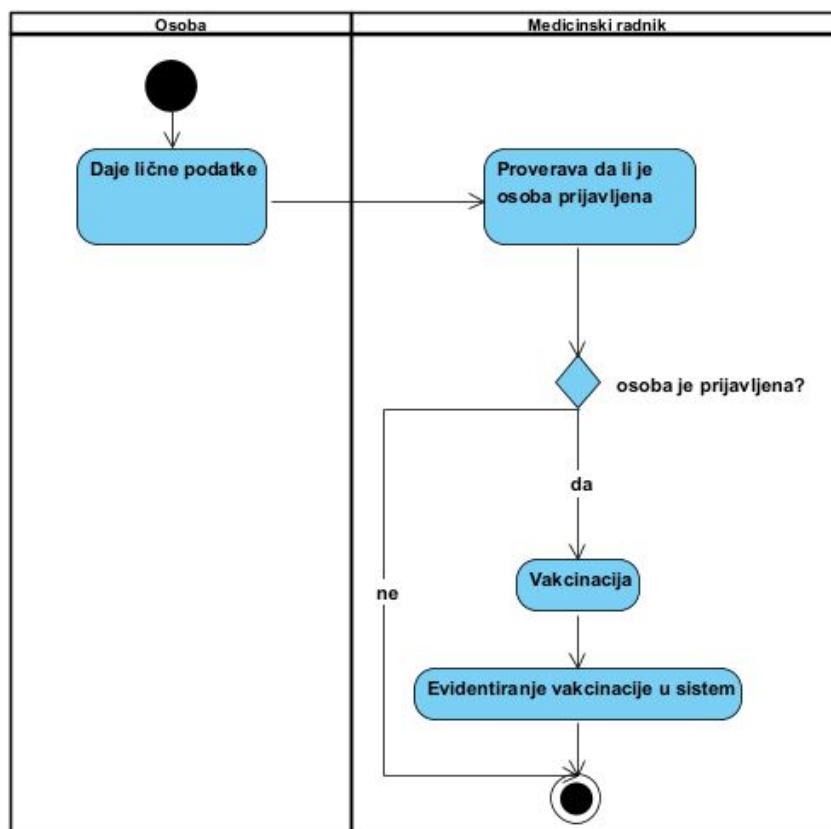 Osoba
Medicinski radnik
Daje lične podatke
Proverava da li je
osoba prijavljena
osoba je prijavljena?
da
Vakcinacija
ne
Evidentiranje vakcinacije u sistem